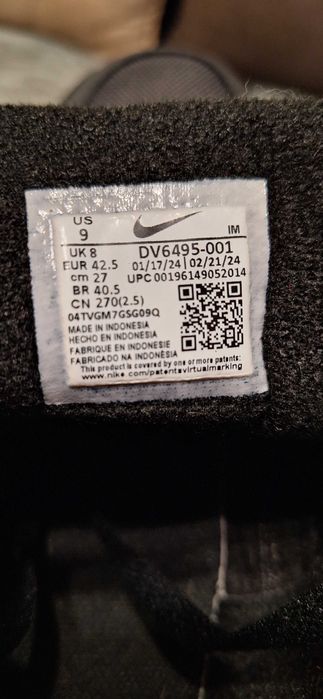 US
9
IM
UK 8
DV6495-001
EUR 42.5
01/17/24 | 02/21/24
cm 27
UPC 00196149052014
BR 40.5
CN 270(2.5)
04TVGM7GSG09Q
MADE IN INDONESIA
HECHO EN INDONESIA
FABRIQUE EN INDONESIE
FABRICADO NA INDONÉSIA
This product is covered by one or more patents:
www.nike.com/patentsvirtualmarking